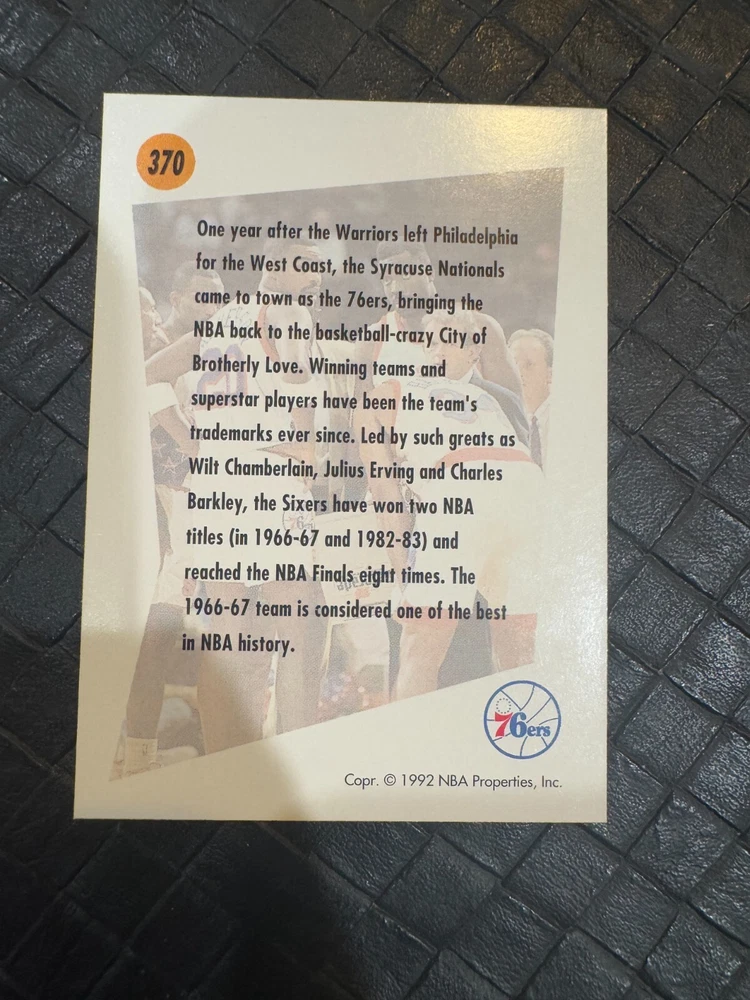 370
One year after the Warriors left Philadelphia
for the West Coast, the Syracuse Nationals
came to town as the 76ers, bringing the
NBA back to the basketball-crazy City of
Brotherly Love. Winning teams and
superstar players have been the team's
trademarks ever since. Led by such greats as
Wilt Chamberlain, Julius Erving and Charles
Barkley, the Sixers have won two NBA
titles (in 1966-67 and 1982-83) and
reached the NBA Finals eight times. The
1966-67 team is considered one of the best
in NBA history.
76ers
Copr. © 1992 NBA Properties, Inc.